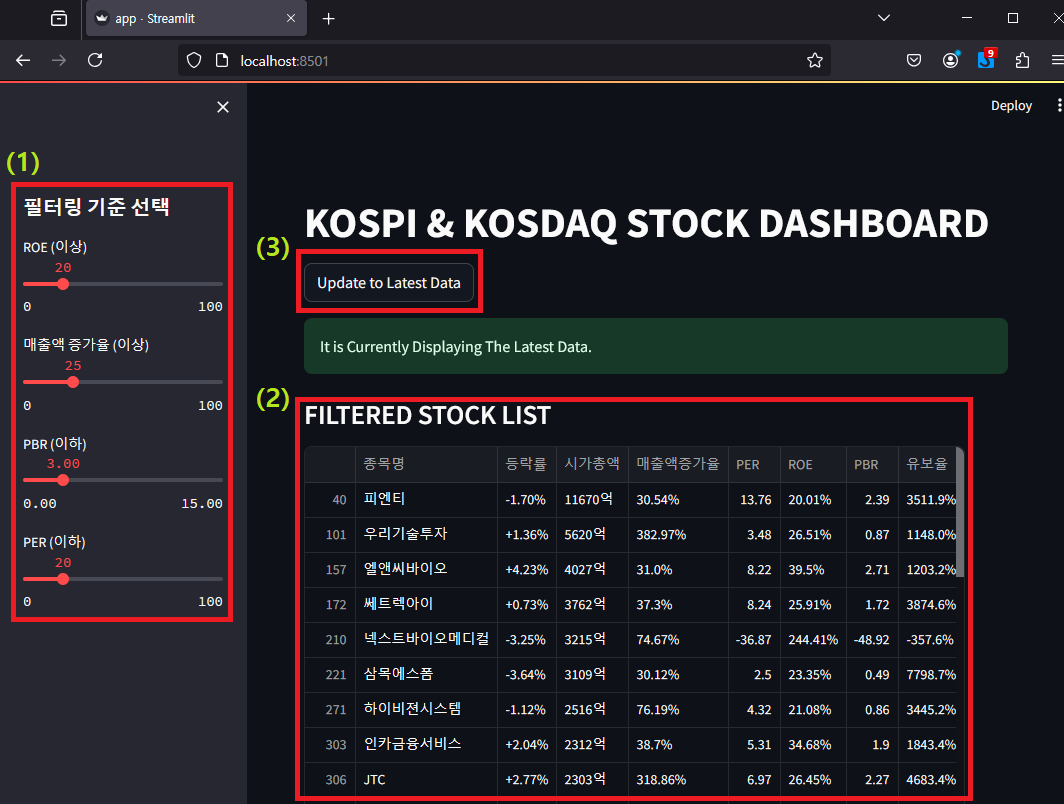 app · Streamlit
localhost:8501
9
Deploy
(1)
필터링 기준 선택
ROE (이상)
20
0 100
매출액 증가율 (이상)
25
0 100
PBR (이하)
3.00
0.00 15.00
PER (이하)
20
0 100
KOSPI & KOSDAQ STOCK DASHBOARD
(3)
Update to Latest Data
It is Currently Displaying The Latest Data.
(2)
FILTERED STOCK LIST
종목명 등락률 시가총액 매출액증가율 PER ROE PBR 유보율
40 피엔티 -1.70% 11670억 30.54% 13.76 20.01% 2.39 3511.9%
101 우리기술투자 +1.36% 5620억 382.97% 3.48 26.51% 0.87 1148.0%
157 엘앤씨바이오 +4.23% 4027억 31.0% 8.22 39.5% 2.71 1203.2%
172 쎄트렉아이 +0.73% 3762억 37.3% 8.24 25.91% 1.72 3874.6%
210 넥스트바이오메디컬 -3.25% 3215억 74.67% -36.87 244.41% -48.92 -357.6%
221 삼목에스폼 -3.64% 3109억 30.12% 2.5 23.35% 0.49 7798.7%
271 하이비젼시스템 -1.12% 2516억 76.19% 4.32 21.08% 0.86 3445.2%
303 인카금융서비스 +2.04% 2312억 38.7% 5.31 34.68% 1.9 1843.4%
306 JTC +2.77% 2303억 318.86% 6.97 26.45% 2.27 4683.4%